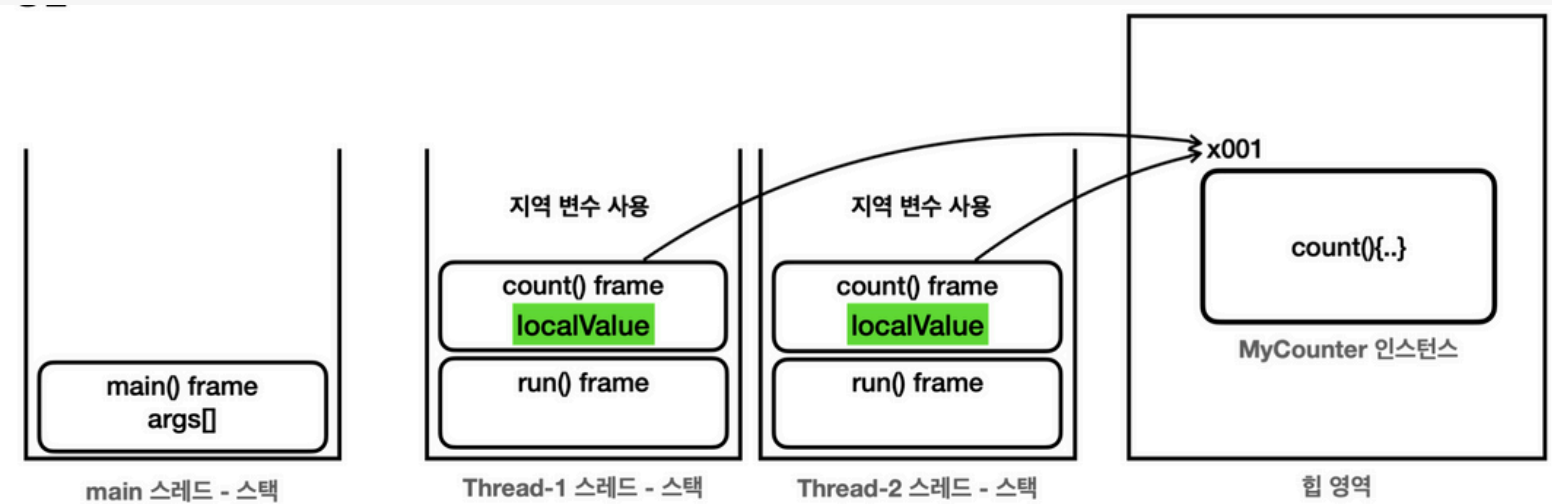 지역 변수 사용
지역 변수 사용
x001
count() frame
localValue
count() frame
localValue
count(){..}
MyCounter 인스턴스
main() frame
args[]
run() frame
run() frame
main 스레드 - 스택
Thread-1 스레드 - 스택
Thread-2 스레드 - 스택
힙 영역